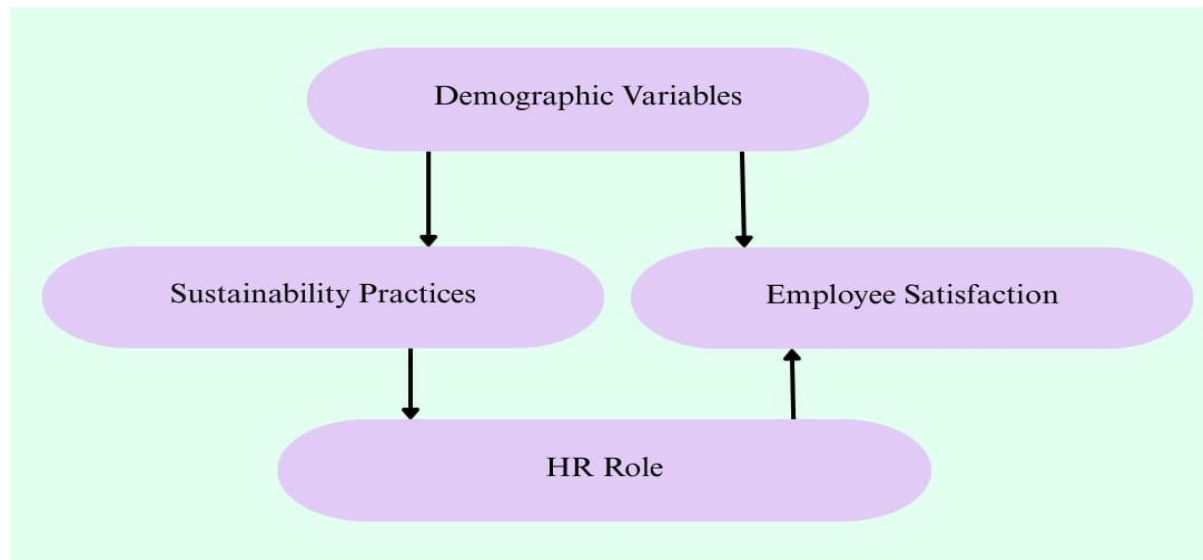 Demographic Variables
Sustainability Practices
Employee Satisfaction
HR Role